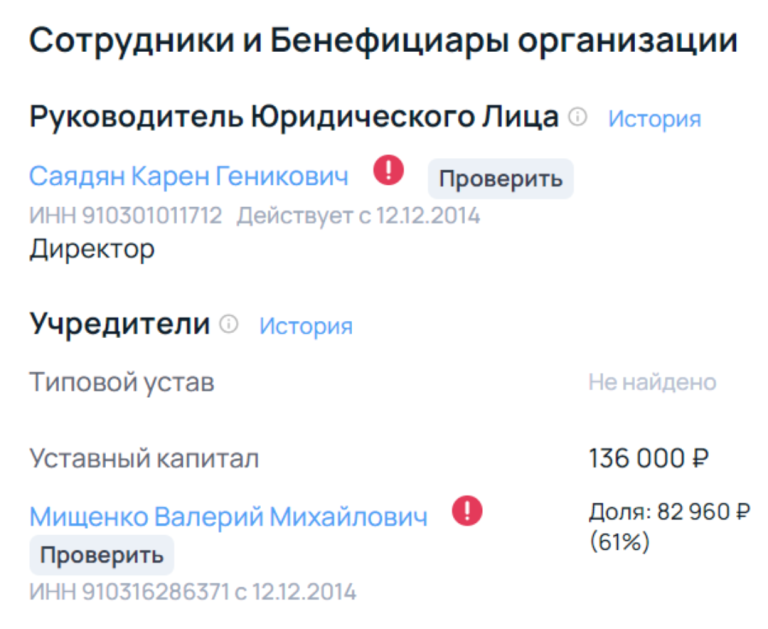 Сотрудники и Бенефициары организации
Руководитель Юридического Лица История
Саядян Карен Геникович Проверить
ИНН 910301011712 Действует с 12.12.2014
Директор
Учредители История
Типовой устав Не найдено
Уставный капитал 136 000 ₽
Мищенко Валерий Михайлович Доля: 82 960 ₽
(61%)
Проверить
ИНН 910316286371 с 12.12.2014